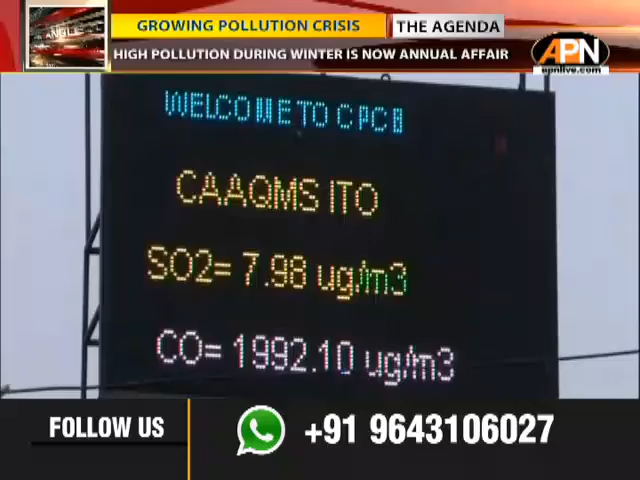 GROWING POLLUTION CRISIS
THE AGENDA
HIGH POLLUTION DURING WINTER IS NOW ANNUAL AFFAIR
APN
apnlive.com
WELCOME TO CPCB
CAAQMS ITO
SO2= 7.98 ug/m3
CO= 1992.10 ug/m3
FOLLOW US
+91 9643106027